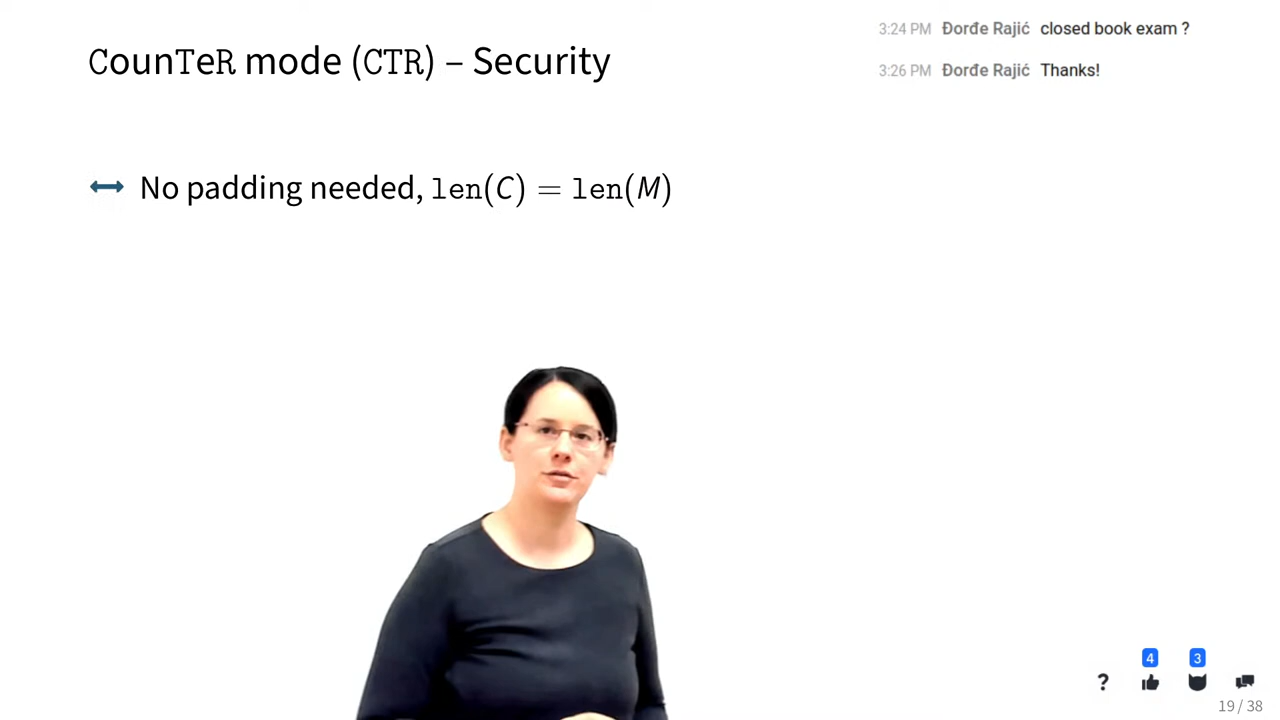 CounTeR mode (CTR) – Security
3:24 PM Đorđe Rajić closed book exam ?
3:26 PM Đorđe Rajić Thanks!
No padding needed, len(C) = len(M)
4 3
?
19 / 38